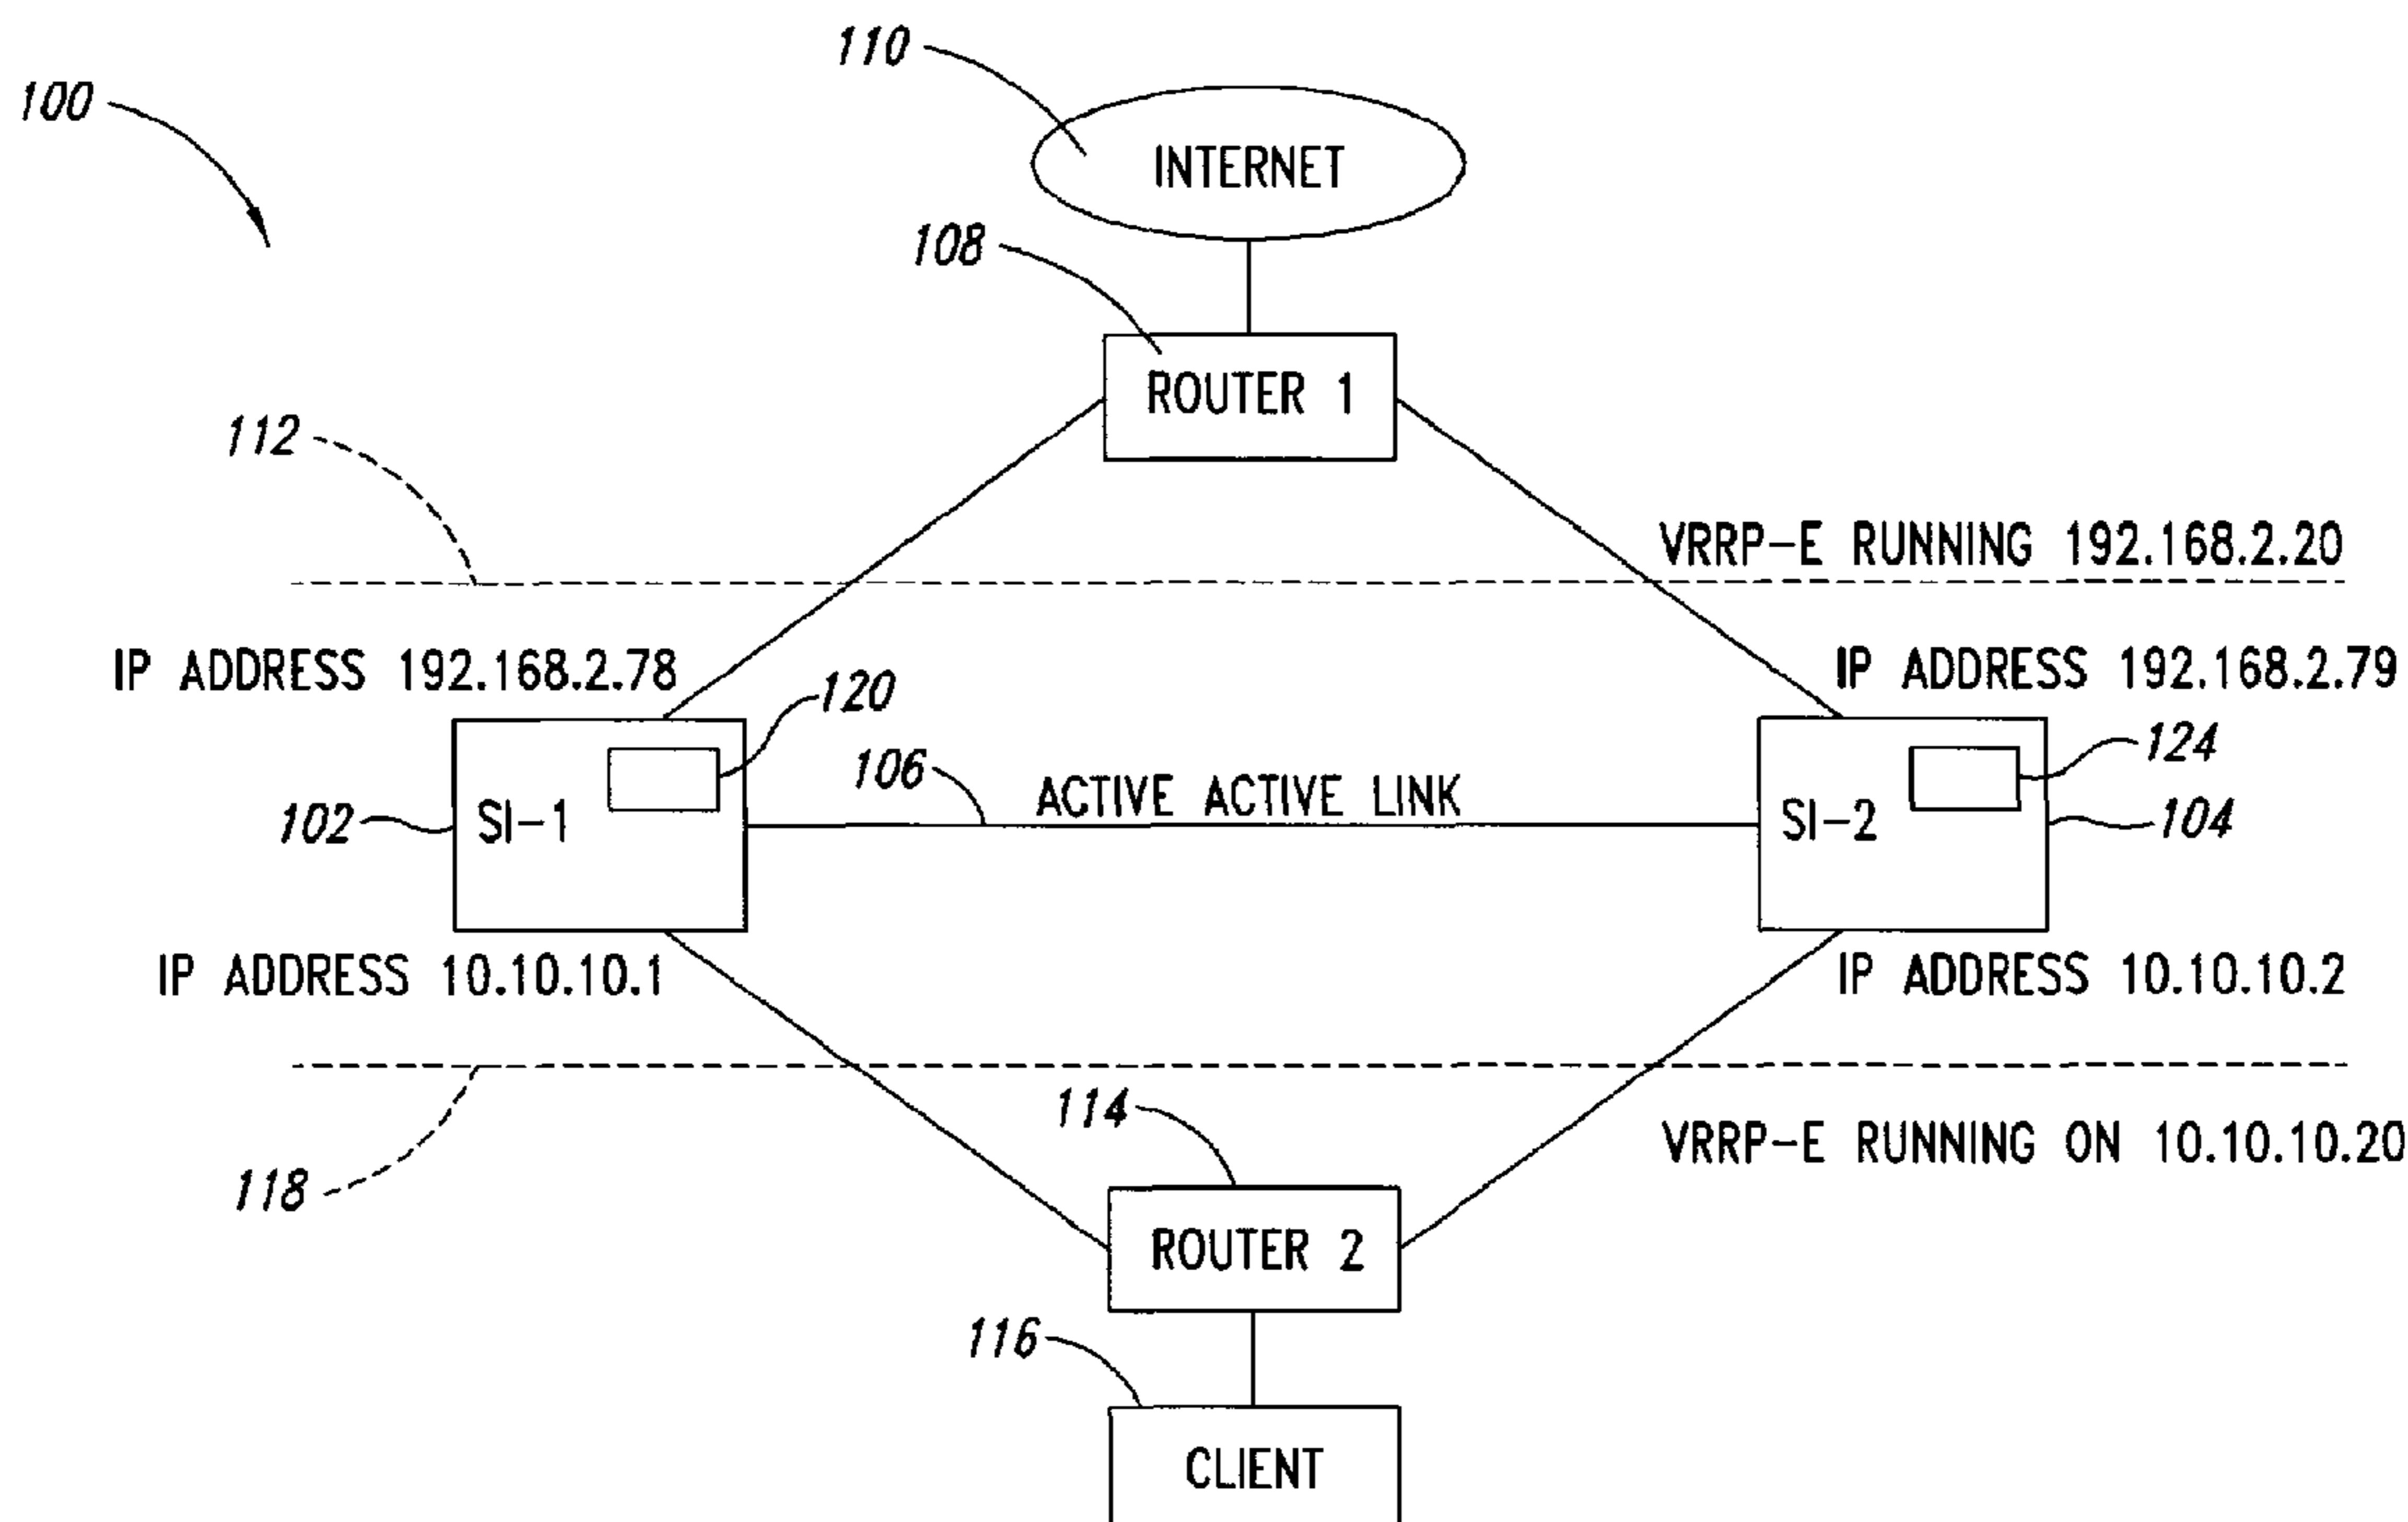 110
100
INTERNET
108
ROUTER 1
112
VRRP-E RUNNING 192.168.2.20
IP ADDRESS 192.168.2.78
IP ADDRESS 192.168.2.79
120
124
106
ACTIVE ACTIVE LINK
102
SI-1
SI-2
104
IP ADDRESS 10.10.10.1
IP ADDRESS 10.10.10.2
114
VRRP-E RUNNING ON 10.10.10.20
118
ROUTER 2
116
CLIENT